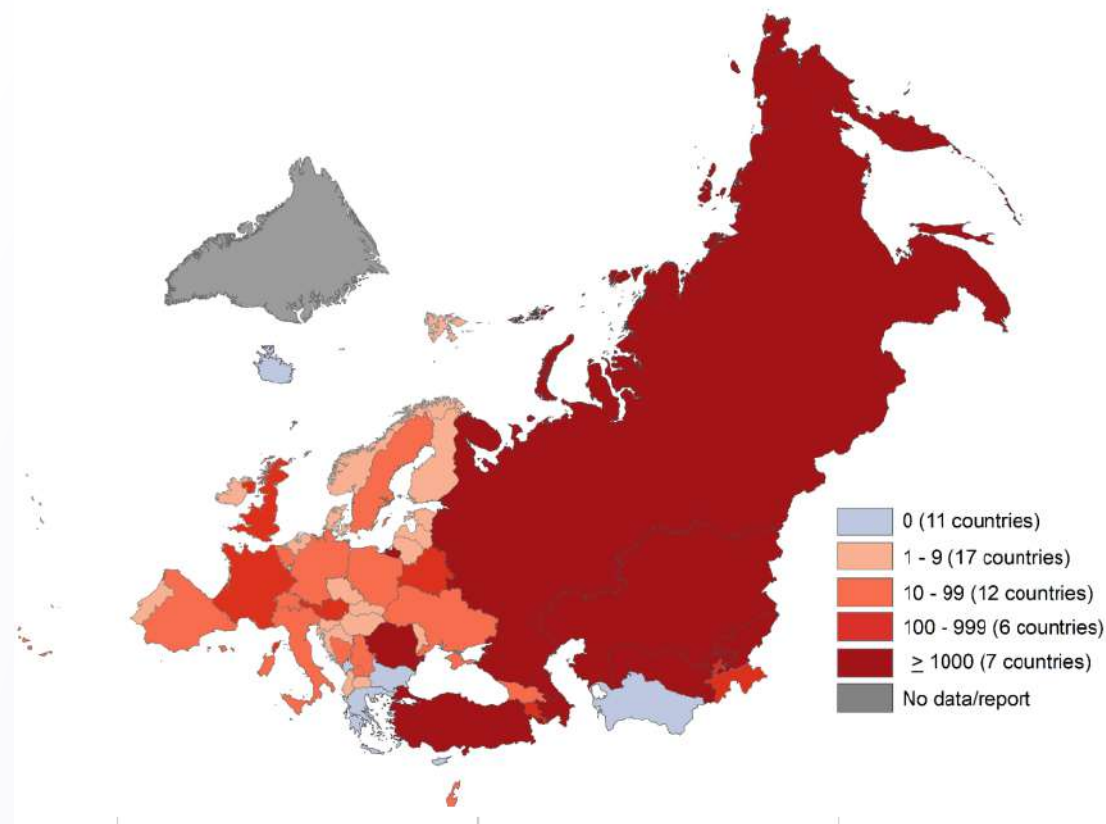 0 (11 countries)
1 - 9 (17 countries)
10 - 99 (12 countries)
100 - 999 (6 countries)
≥ 1000 (7 countries)
No data/report